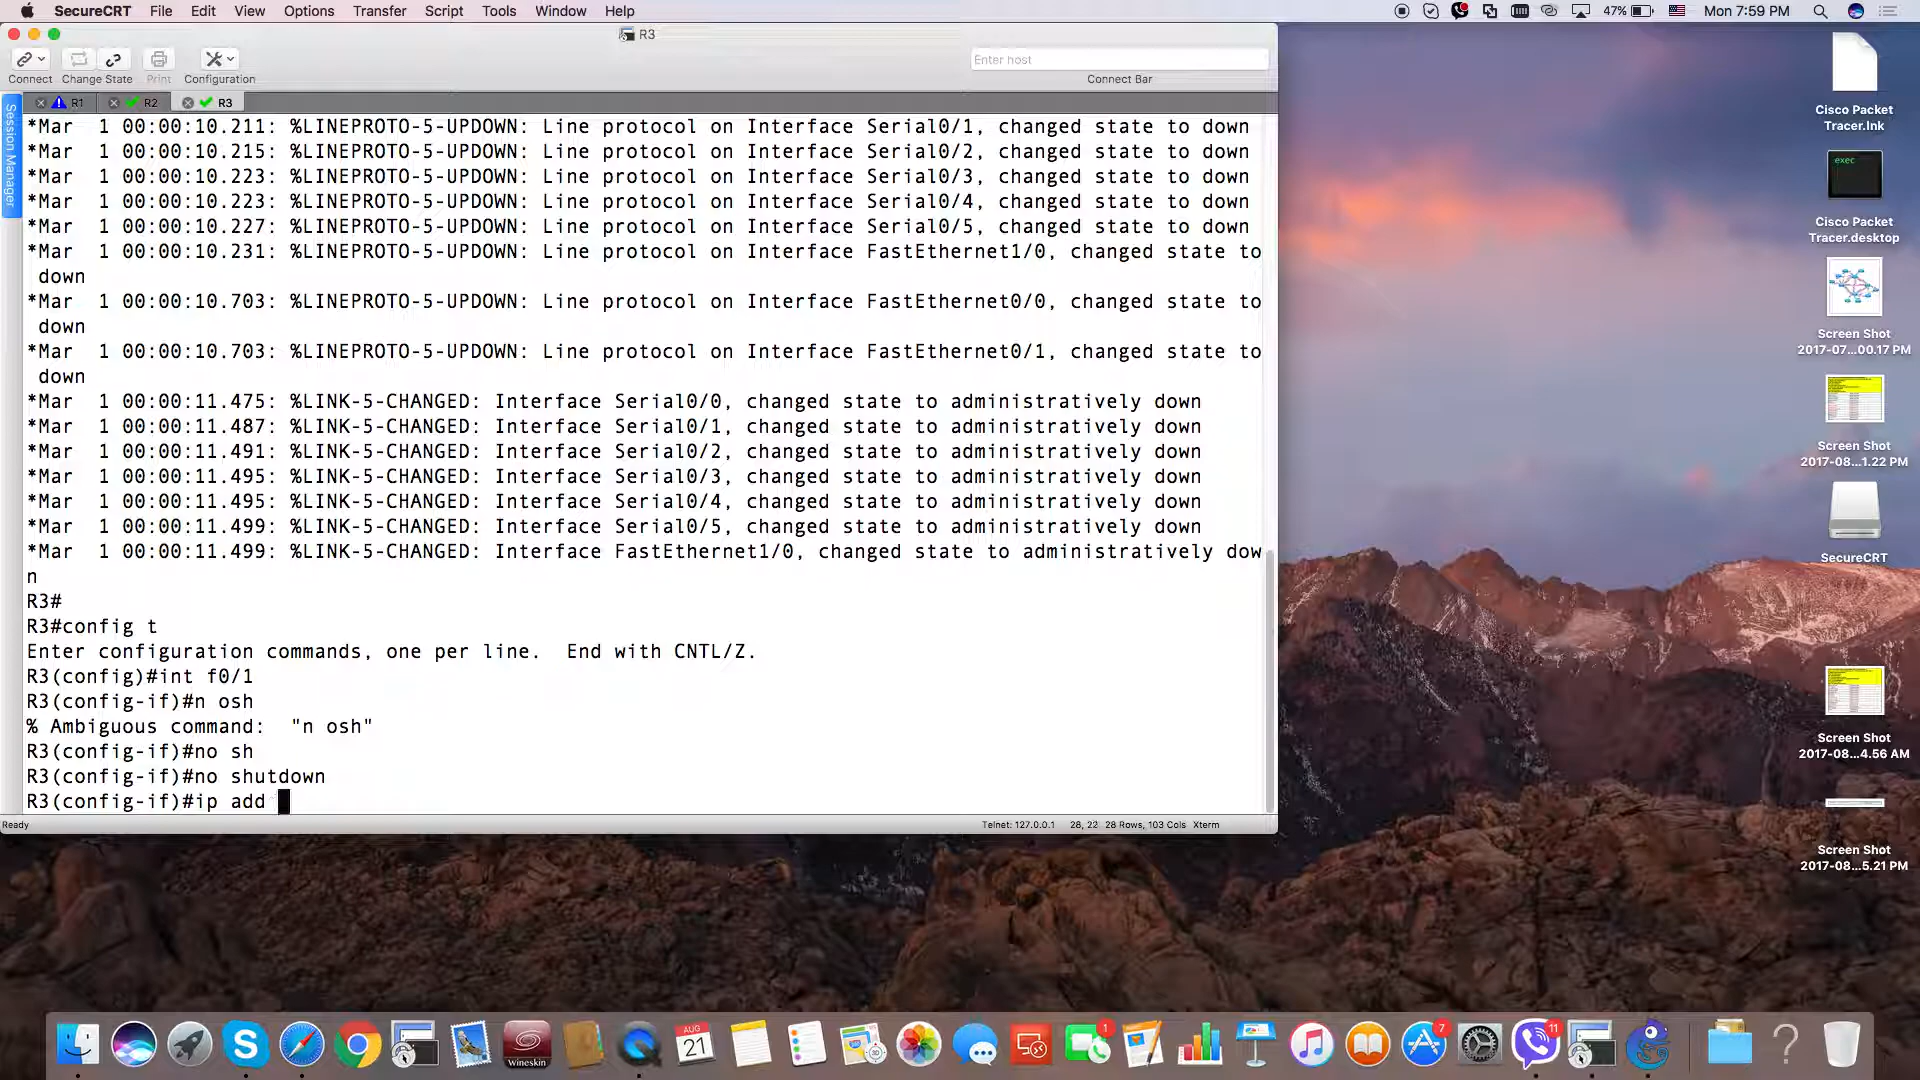 SecureCRT File Edit View Options Transfer Script Tools Window Help
47% Mon 7:59 PM
R3
Connect Change State Print Configuration
Enter host
Connect Bar
Session Manager
R1 R2 R3
*Mar  1 00:00:10.211: %LINEPROTO-5-UPDOWN: Line protocol on Interface Serial0/1, changed state to down
*Mar  1 00:00:10.215: %LINEPROTO-5-UPDOWN: Line protocol on Interface Serial0/2, changed state to down
*Mar  1 00:00:10.223: %LINEPROTO-5-UPDOWN: Line protocol on Interface Serial0/3, changed state to down
*Mar  1 00:00:10.223: %LINEPROTO-5-UPDOWN: Line protocol on Interface Serial0/4, changed state to down
*Mar  1 00:00:10.227: %LINEPROTO-5-UPDOWN: Line protocol on Interface Serial0/5, changed state to down
*Mar  1 00:00:10.231: %LINEPROTO-5-UPDOWN: Line protocol on Interface FastEthernet1/0, changed state to
down
*Mar  1 00:00:10.703: %LINEPROTO-5-UPDOWN: Line protocol on Interface FastEthernet0/0, changed state to
down
*Mar  1 00:00:10.703: %LINEPROTO-5-UPDOWN: Line protocol on Interface FastEthernet0/1, changed state to
down
*Mar  1 00:00:11.475: %LINK-5-CHANGED: Interface Serial0/0, changed state to administratively down
*Mar  1 00:00:11.487: %LINK-5-CHANGED: Interface Serial0/1, changed state to administratively down
*Mar  1 00:00:11.491: %LINK-5-CHANGED: Interface Serial0/2, changed state to administratively down
*Mar  1 00:00:11.495: %LINK-5-CHANGED: Interface Serial0/3, changed state to administratively down
*Mar  1 00:00:11.495: %LINK-5-CHANGED: Interface Serial0/4, changed state to administratively down
*Mar  1 00:00:11.499: %LINK-5-CHANGED: Interface Serial0/5, changed state to administratively down
*Mar  1 00:00:11.499: %LINK-5-CHANGED: Interface FastEthernet1/0, changed state to administratively dow
n
R3#
R3#config t
Enter configuration commands, one per line.  End with CNTL/Z.
R3(config)#int f0/1
R3(config-if)#n osh
% Ambiguous command:  "n osh"
R3(config-if)#no sh
R3(config-if)#no shutdown
R3(config-if)#ip add
Ready
Telnet: 127.0.0.1 28, 22 28 Rows, 103 Cols Xterm
Cisco Packet
Tracer.lnk
exec
Cisco Packet
Tracer.desktop
Screen Shot
2017-07...00.17 PM
Screen Shot
2017-08...1.22 PM
SecureCRT
Screen Shot
2017-08...4.56 AM
Screen Shot
2017-08...5.21 PM
Wineskin
AUG
21
1
7
11